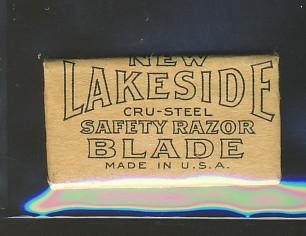 NEW
LAKESIDE
CRU-STEEL
SAFETY RAZOR
BLADE
MADE IN U.S.A.